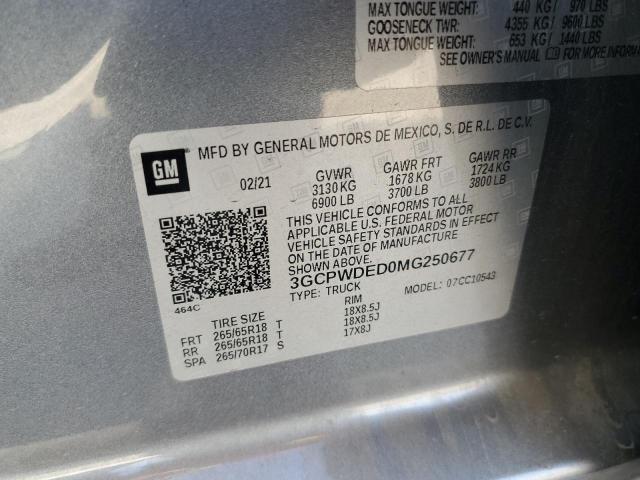 MAX TONGUE WEIGHT: 440 KG/ 970 LBS
GOOSENECK TWR: 4355 KG/ 9600 LBS
MAX TONGUE WEIGHT: 653 KG/ 1440 LBS
SEE OWNER'S MANUAL FOR MORE INFORMATION
GM
MFD BY GENERAL MOTORS DE MEXICO, S. DE R.L. DE C.V.
02/21 GVWR GAWR FRT GAWR RR
3130 KG 1678 KG 1724 KG
6900 LB 3700 LB 3800 LB
THIS VEHICLE CONFORMS TO ALL
APPLICABLE U.S. FEDERAL MOTOR
VEHICLE SAFETY STANDARDS IN EFFECT
ON THE DATE OF MANUFACTURE SHOWN ABOVE.
3GCPWDED0MG250677
TYPE: TRUCK MODEL: 07CC10543
464C
TIRE SIZE RIM
FRT 265/65R18 T 18X8.5J
RR 265/65R18 T 18X8.5J
SPA 265/70R17 S 17X8J